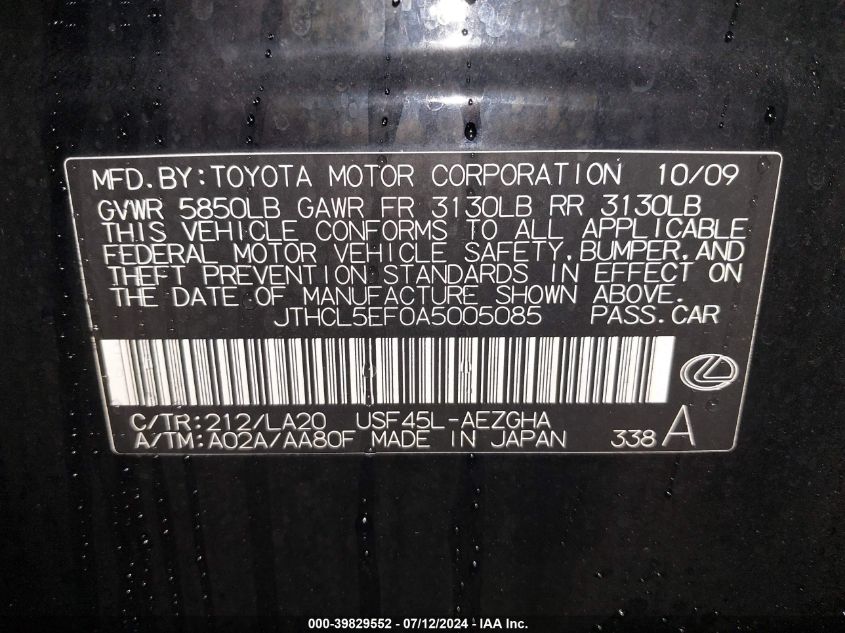 MFD.BY:TOYOTA MOTOR CORPORATION 10/09
GVWR 5850LB GAWR FR 3130LB RR 3130LB
THIS VEHICLE CONFORMS TO ALL APPLICABLE
FEDERAL MOTOR VEHICLE SAFETY,BUMPER,AND
THEFT PREVENTION STANDARDS IN EFFECT ON
THE DATE OF MANUFACTURE SHOWN ABOVE.
JTHCL5EF0A5005085 PASS.CAR
C/TR:212/LA20 USF45L-AEZGHA
A/TM:A02A/AA80F MADE IN JAPAN 338 A
000-39829552 - 07/12/2024 - IAA Inc.